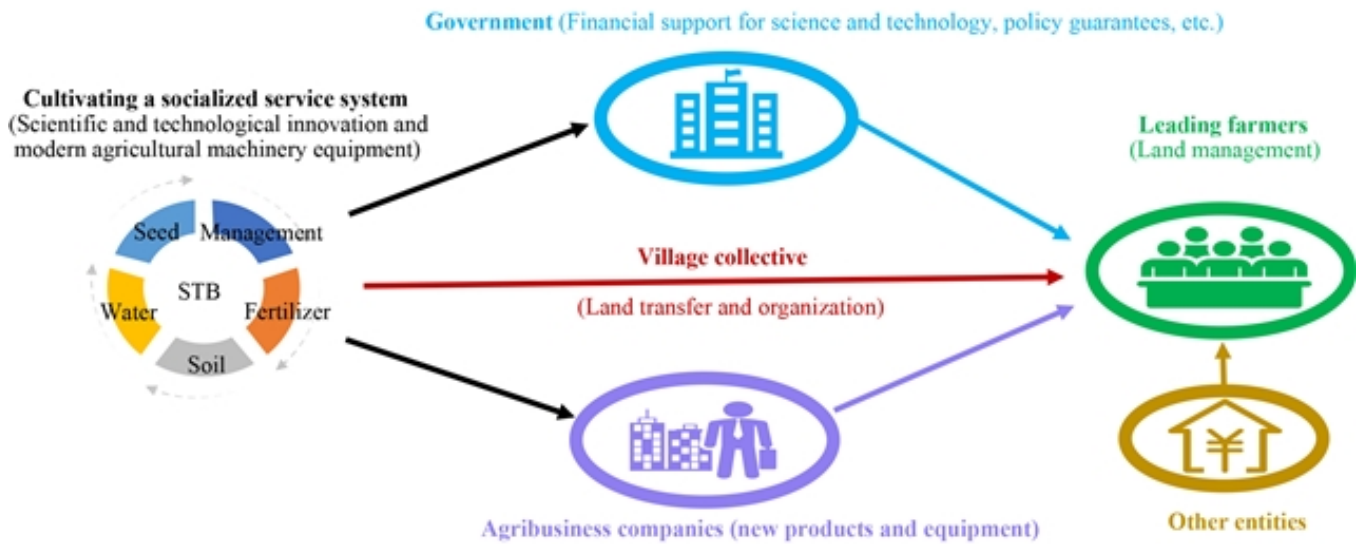 Government (Financial support for science and technology, policy guarantees, etc.)
Cultivating a socialized service system
(Scientific and technological innovation and
modern agricultural machinery equipment)
Leading farmers
(Land management)
Seed
Management
STB
Water
Fertilizer
Soil
Village collective
(Land transfer and organization)
¥
Agribusiness companies (new products and equipment)
Other entities